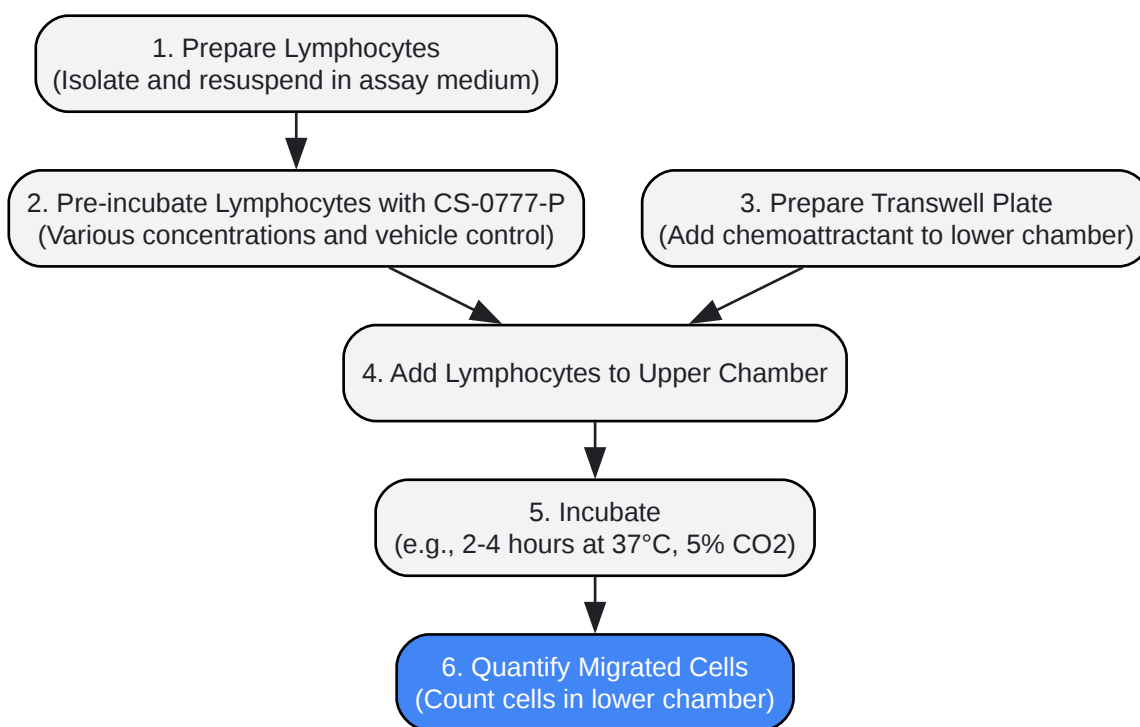 1. Prepare Lymphocytes
(Isolate and resuspend in assay medium)
2. Pre-incubate Lymphocytes with CS-0777-P
(Various concentrations and vehicle control)
3. Prepare Transwell Plate
(Add chemoattractant to lower chamber)
4. Add Lymphocytes to Upper Chamber
5. Incubate
(e.g., 2-4 hours at 37°C, 5% CO2)
6. Quantify Migrated Cells
(Count cells in lower chamber)